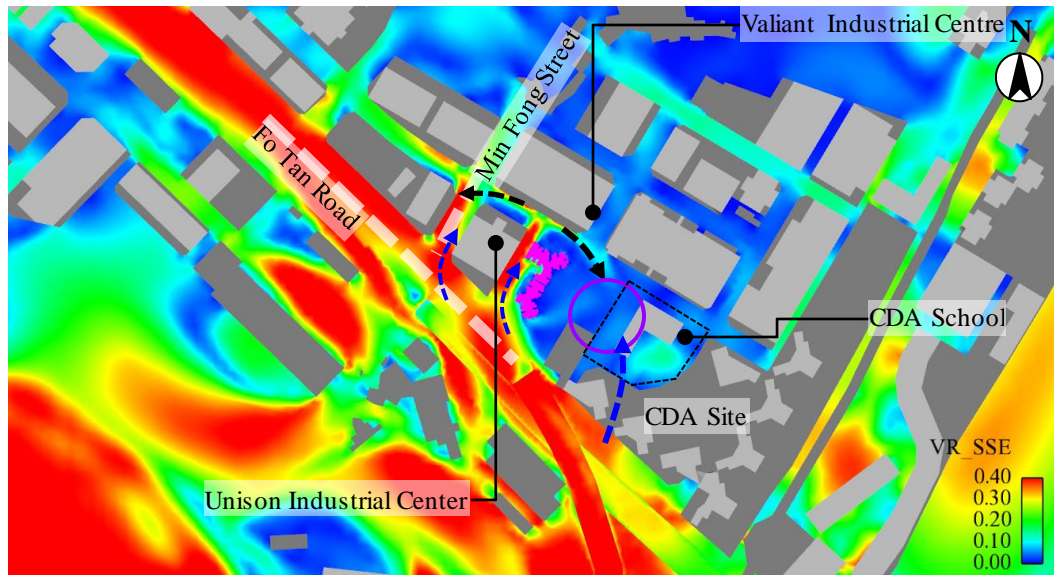 Valiant Industrial Centre
N
Min Fong Street
Fo Tan Road
CDA School
CDA Site
VR_SSE
0.40
0.30
0.20
0.10
0.00
Unison Industrial Center